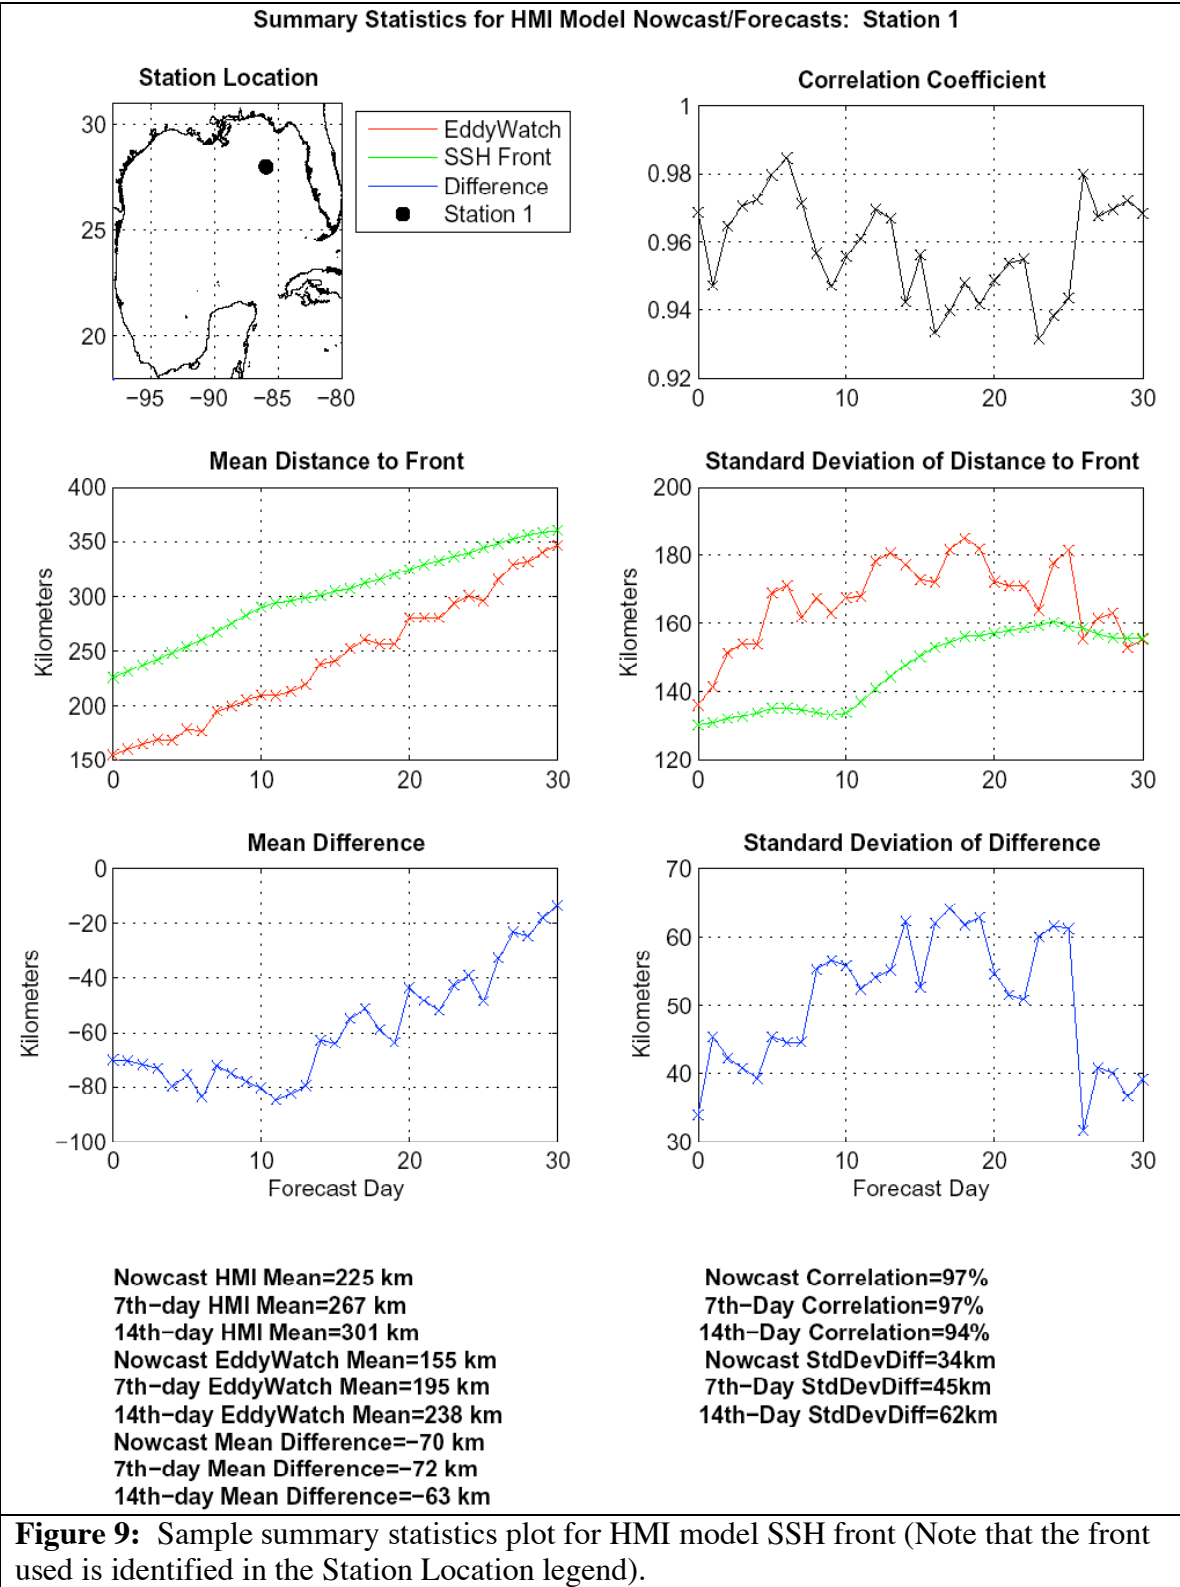 Summary Statistics for HMI Model Nowcast/Forecasts: Station 1
Station Location
30
25
20
−95 −90 −85 −80
EddyWatch
SSH Front
Difference
Station 1
Correlation Coefficient
1
0.98
0.96
0.94
0.92
0 10 20 30
Mean Distance to Front
Kilometers
400
350
300
250
200
150
0 10 20 30
Standard Deviation of Distance to Front
Kilometers
200
180
160
140
120
0 10 20 30
Mean Difference
Kilometers
0
−20
−40
−60
−80
−100
0 10 20 30
Forecast Day
Standard Deviation of Difference
Kilometers
70
60
50
40
30
0 10 20 30
Forecast Day
Nowcast HMI Mean=225 km
7th−day HMI Mean=267 km
14th−day HMI Mean=301 km
Nowcast EddyWatch Mean=155 km
7th−day EddyWatch Mean=195 km
14th−day EddyWatch Mean=238 km
Nowcast Mean Difference=−70 km
7th−day Mean Difference=−72 km
14th−day Mean Difference=−63 km
Nowcast Correlation=97%
7th−Day Correlation=97%
14th−Day Correlation=94%
Nowcast StdDevDiff=34km
7th−Day StdDevDiff=45km
14th−Day StdDevDiff=62km
Figure 9: Sample summary statistics plot for HMI model SSH front (Note that the front
used is identified in the Station Location legend).